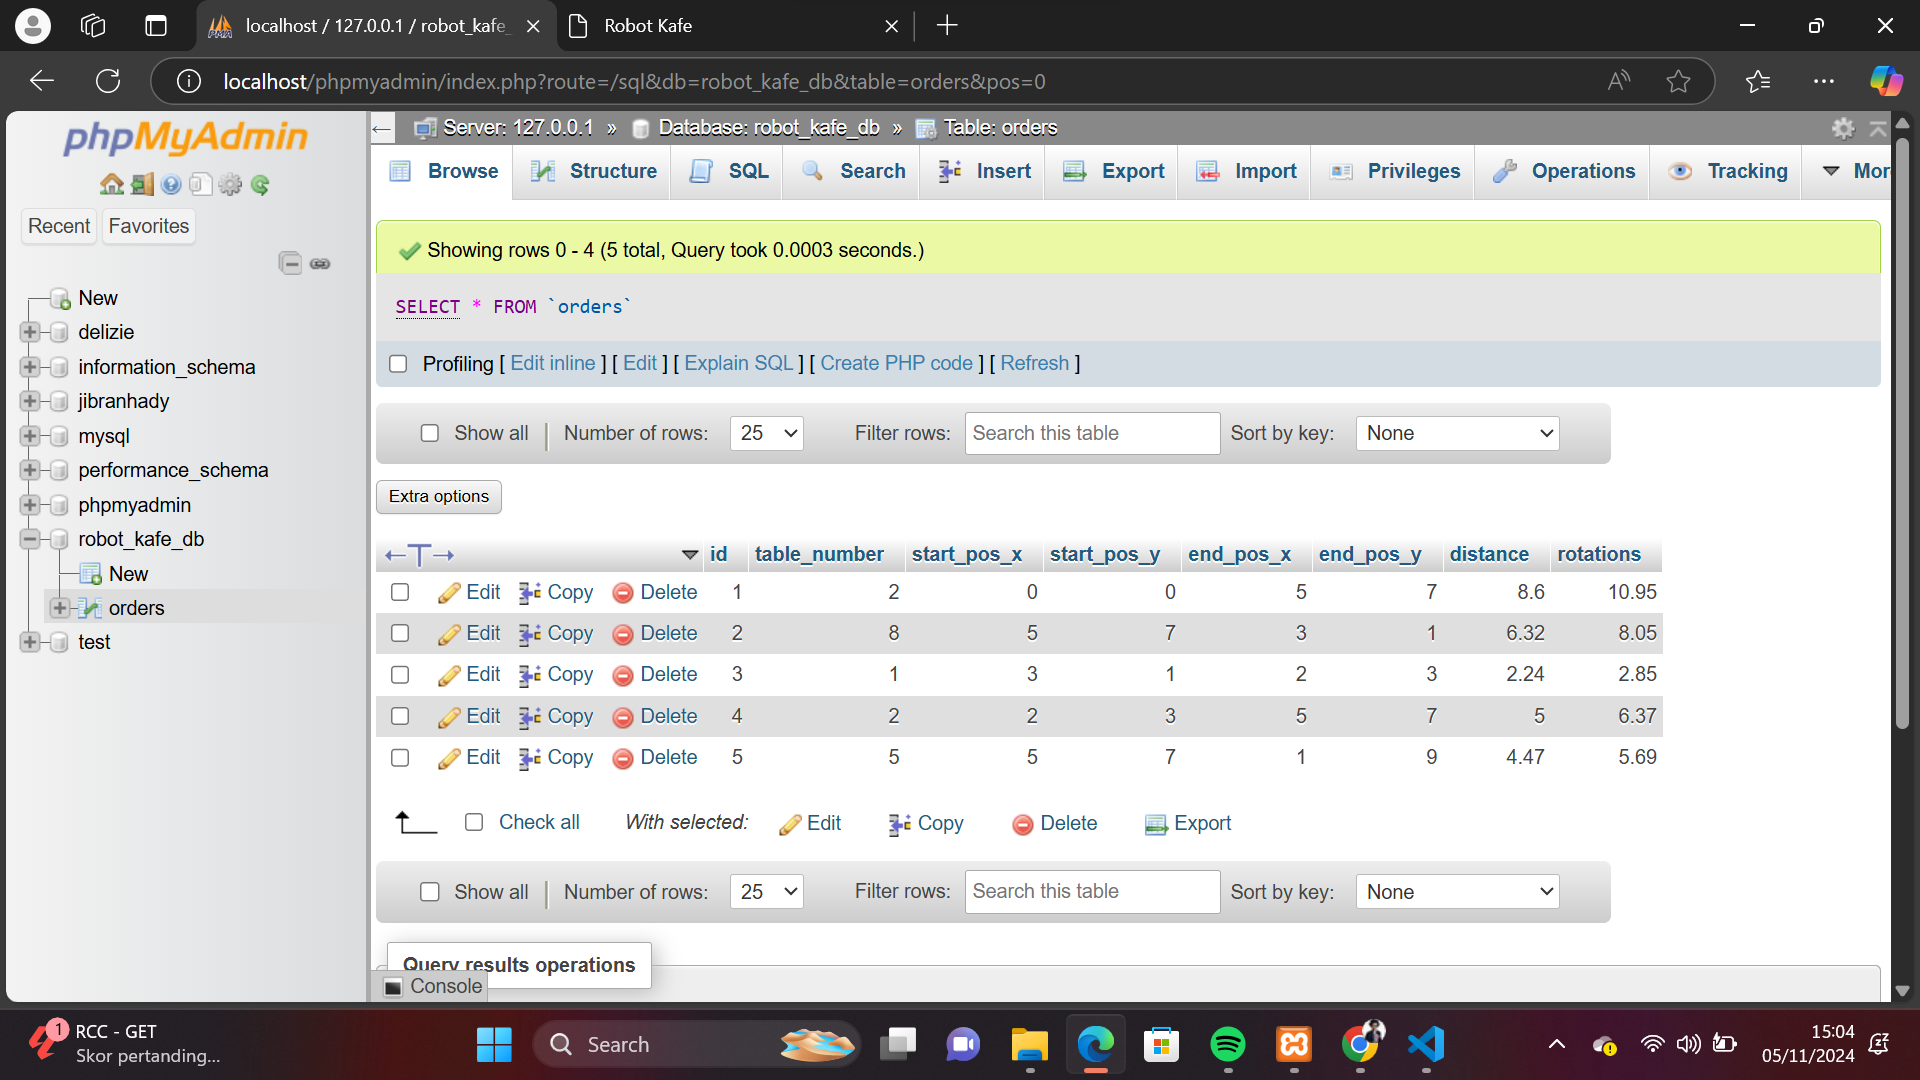 localhost / 127.0.0.1 / robot_kafe_
Robot Kafe
localhost/phpmyadmin/index.php?route=/sql&db=robot_kafe_db&table=orders&pos=0
phpMyAdmin
Recent
Favorites
New
delizie
information_schema
jibranhady
mysql
performance_schema
phpmyadmin
robot_kafe_db
New
orders
test
Server: 127.0.0.1 » Database: robot_kafe_db » Table: orders
Browse Structure SQL Search Insert Export Import Privileges Operations Tracking Mor
Showing rows 0 - 4 (5 total, Query took 0.0003 seconds.)
SELECT * FROM `orders`
Profiling [ Edit inline ] [ Edit ] [ Explain SQL ] [ Create PHP code ] [ Refresh ]
Show all Number of rows: 25 Filter rows: Search this table Sort by key: None
Extra options
←T→ id table_number start_pos_x start_pos_y end_pos_x end_pos_y distance rotations
Edit Copy Delete 1 2 0 0 5 7 8.6 10.95
Edit Copy Delete 2 8 5 7 3 1 6.32 8.05
Edit Copy Delete 3 1 3 1 2 3 2.24 2.85
Edit Copy Delete 4 2 2 3 5 7 5 6.37
Edit Copy Delete 5 5 5 7 1 9 4.47 5.69
Check all With selected: Edit Copy Delete Export
Show all Number of rows: 25 Filter rows: Search this table Sort by key: None
Query results operations
Console
1
RCC - GET
Skor pertanding...
Search
15:04
05/11/2024